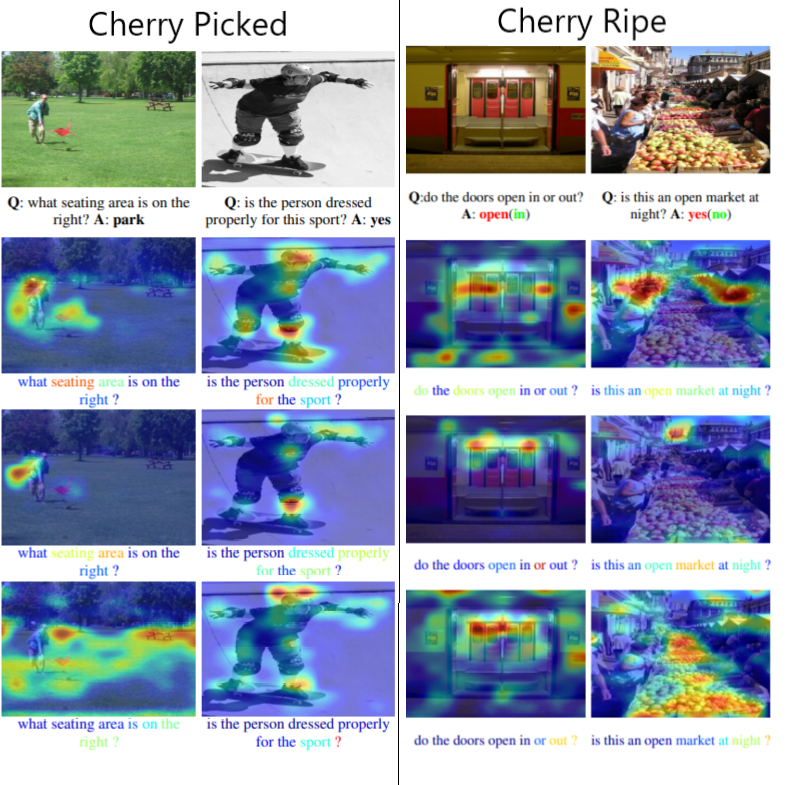 Cherry Picked
Cherry Ripe
Q: what seating area is on the
right? A: park
Q: is the person dressed
properly for this sport? A: yes
Q:do the doors open in or out?
A: open(in)
Q: is this an open market at
night? A: yes(no)
what seating area is on the
right ?
is the person dressed properly
for the sport ?
do the doors open in or out ?
is this an open market at night ?
what seating area is on the
right ?
is the person dressed properly
for the sport ?
do the doors open in or out ?
is this an open market at night ?
what seating area is on the
right ?
is the person dressed properly
for the sport ?
do the doors open in or out ?
is this an open market at night ?